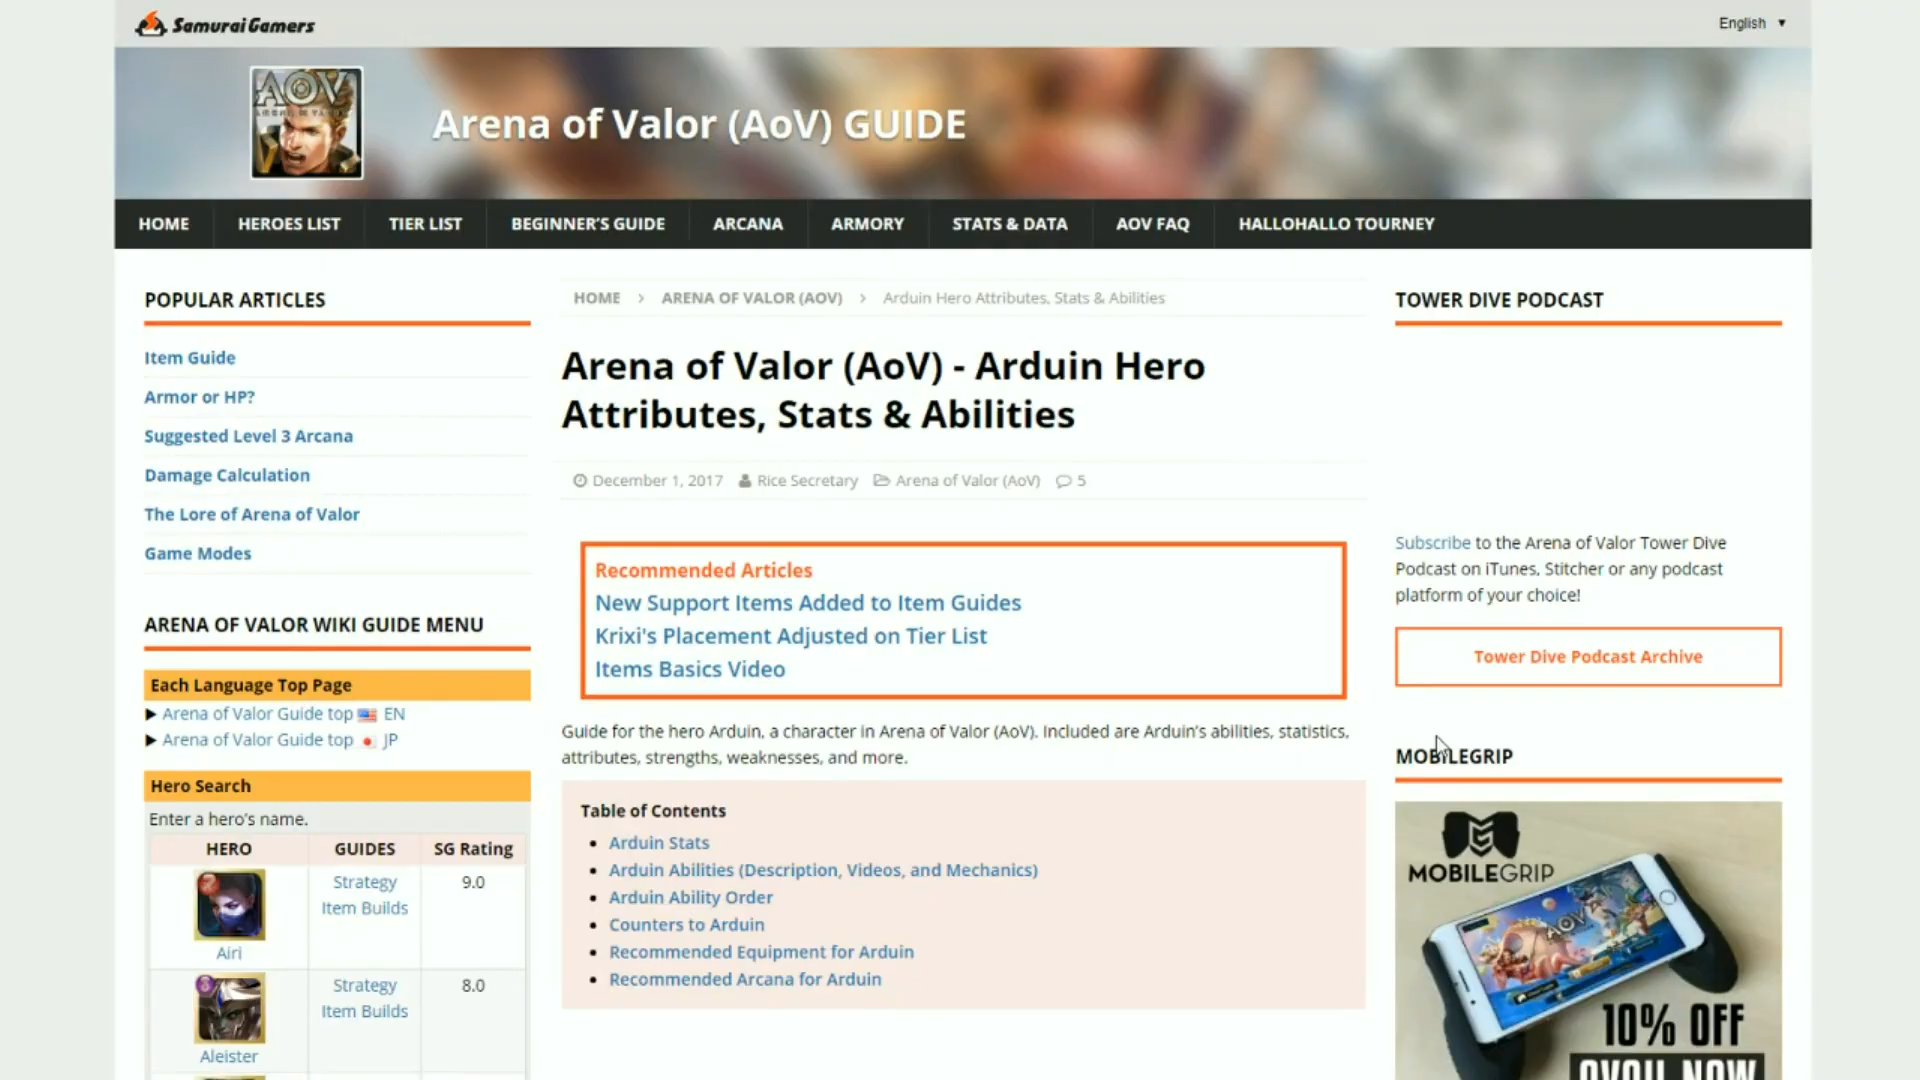 Samurai Gamers
English ▼
AOV
Arena of Valor (AoV) GUIDE
HOME
HEROES LIST
TIER LIST
BEGINNER'S GUIDE
ARCANA
ARMORY
STATS & DATA
AOV FAQ
HALLOHALLO TOURNEY
POPULAR ARTICLES
Item Guide
Armor or HP?
Suggested Level 3 Arcana
Damage Calculation
The Lore of Arena of Valor
Game Modes
ARENA OF VALOR WIKI GUIDE MENU
Each Language Top Page
▶ Arena of Valor Guide top EN
▶ Arena of Valor Guide top JP
Hero Search
Enter a hero's name.
HERO GUIDES SG Rating
Strategy 9.0
Item Builds
Airi
Strategy 8.0
Item Builds
Aleister
HOME > ARENA OF VALOR (AOV) > Arduin Hero Attributes, Stats & Abilities
Arena of Valor (AoV) - Arduin Hero
Attributes, Stats & Abilities
December 1, 2017 Rice Secretary Arena of Valor (AoV) 5
Recommended Articles
New Support Items Added to Item Guides
Krixi's Placement Adjusted on Tier List
Items Basics Video
Guide for the hero Arduin, a character in Arena of Valor (AoV). Included are Arduin's abilities, statistics,
attributes, strengths, weaknesses, and more.
Table of Contents
• Arduin Stats
• Arduin Abilities (Description, Videos, and Mechanics)
• Arduin Ability Order
• Counters to Arduin
• Recommended Equipment for Arduin
• Recommended Arcana for Arduin
TOWER DIVE PODCAST
Subscribe to the Arena of Valor Tower Dive
Podcast on iTunes, Stitcher or any podcast
platform of your choice!
Tower Dive Podcast Archive
MOBILEGRIP
MOBILEGRIP
AOV
10% OFF
AVAIL NOW